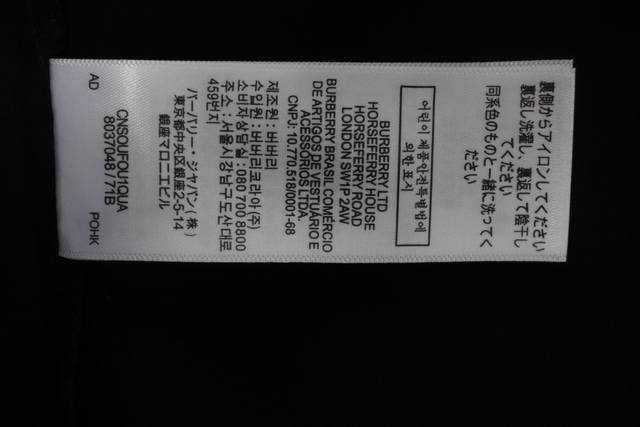 裏側からアイロンしてください
裏返し洗濯し、裏返して陰干し
てください
同系色のものと一緒に洗ってく
ださい
어린이 제품안전특별법에
의한 표시
BURBERRY LTD
HORSEFERRY HOUSE
HORSEFERRY ROAD
LONDON SW1P 2AW
BURBERRY BRASIL COMÉRCIO
DE ARTIGOS DE VESTUÁRIO E
ACESSÓRIOS LTDA.
CNPJ: 10.770.518/0001-68
제조원 : 버버리
수입원 : 버버리코리아(주)
소비자상담실 : 080 700 8800
주소 : 서울시 강남구 도산대로
459번지
バーバリー・ジャパン(株)
東京都中央区銀座2-5-14
銀座マロニエビル
CNSOUFOU1QUA
8037048 / 71B
AD
POHK